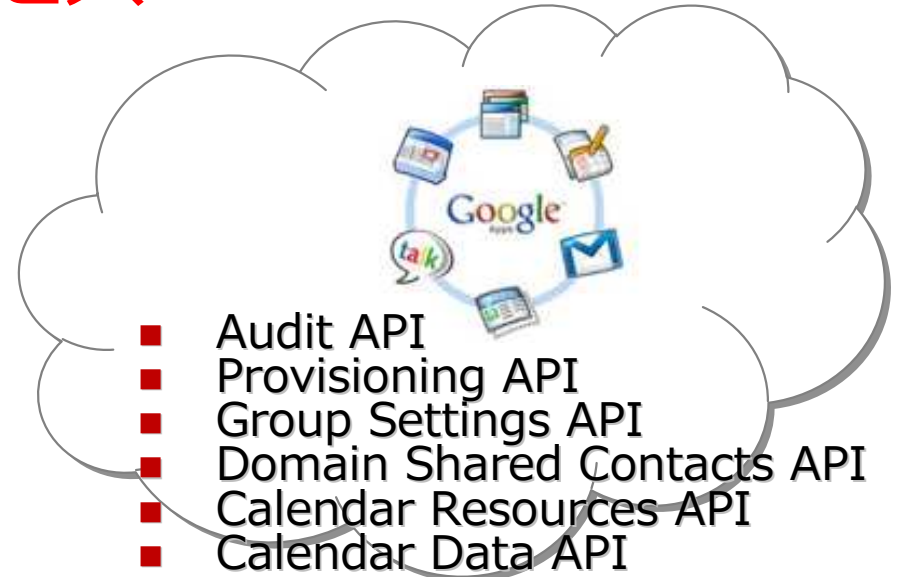 Google
Apps
talk
Audit API
Provisioning API
Group Settings API
Domain Shared Contacts API
Calendar Resources API
Calendar Data API